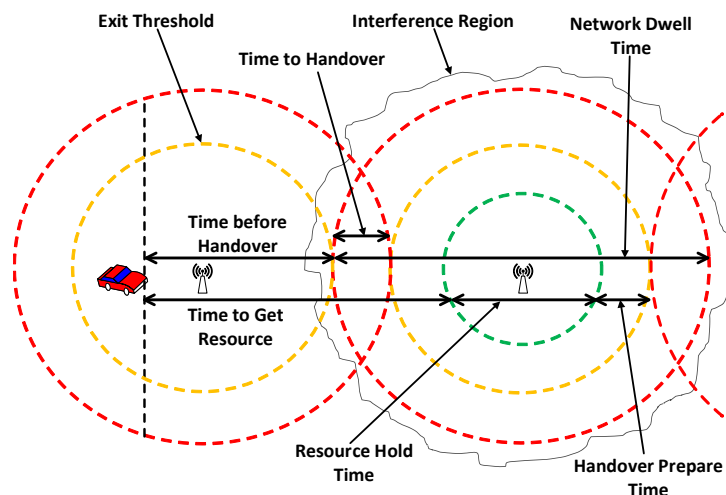 Exit Threshold
Interference Region
Network Dwell
Time
Time to Handover
Time before
Handover
Time to Get
Resource
Resource Hold
Time
Handover Prepare
Time